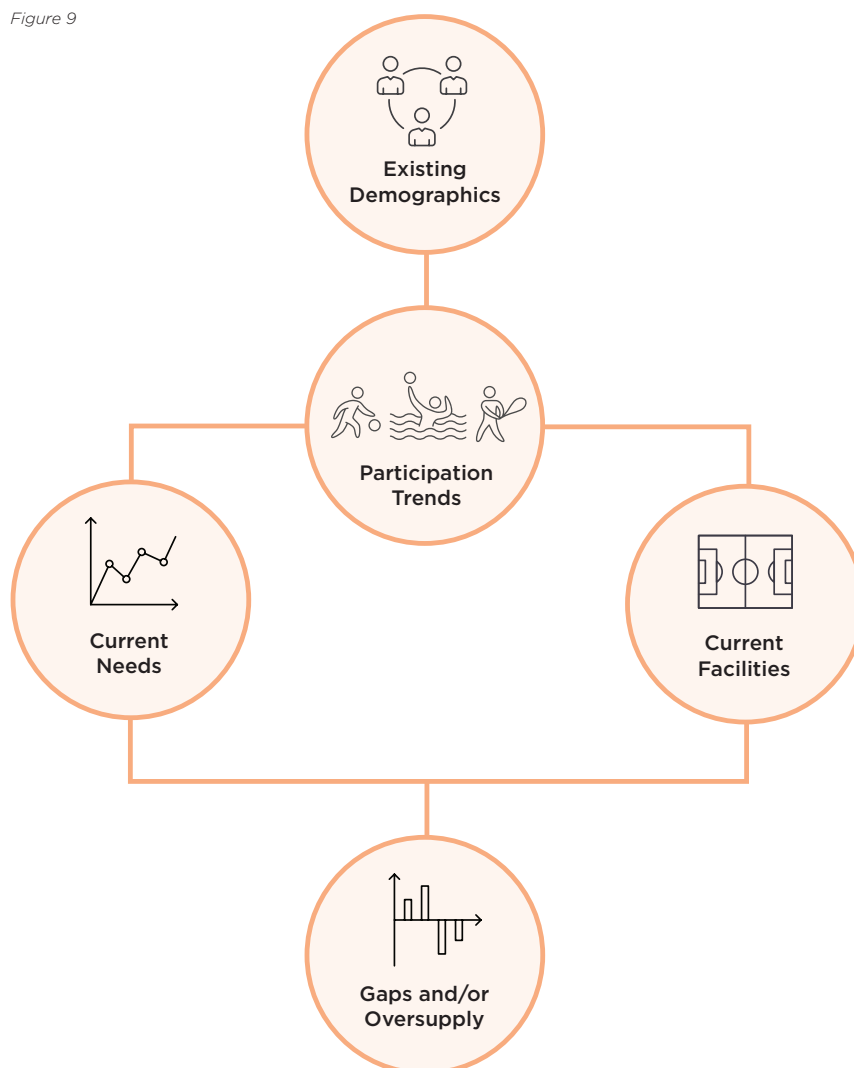 Figure 9
Existing
Demographics
Participation
Trends
Current
Needs
Current
Facilities
Gaps and/or
Oversupply